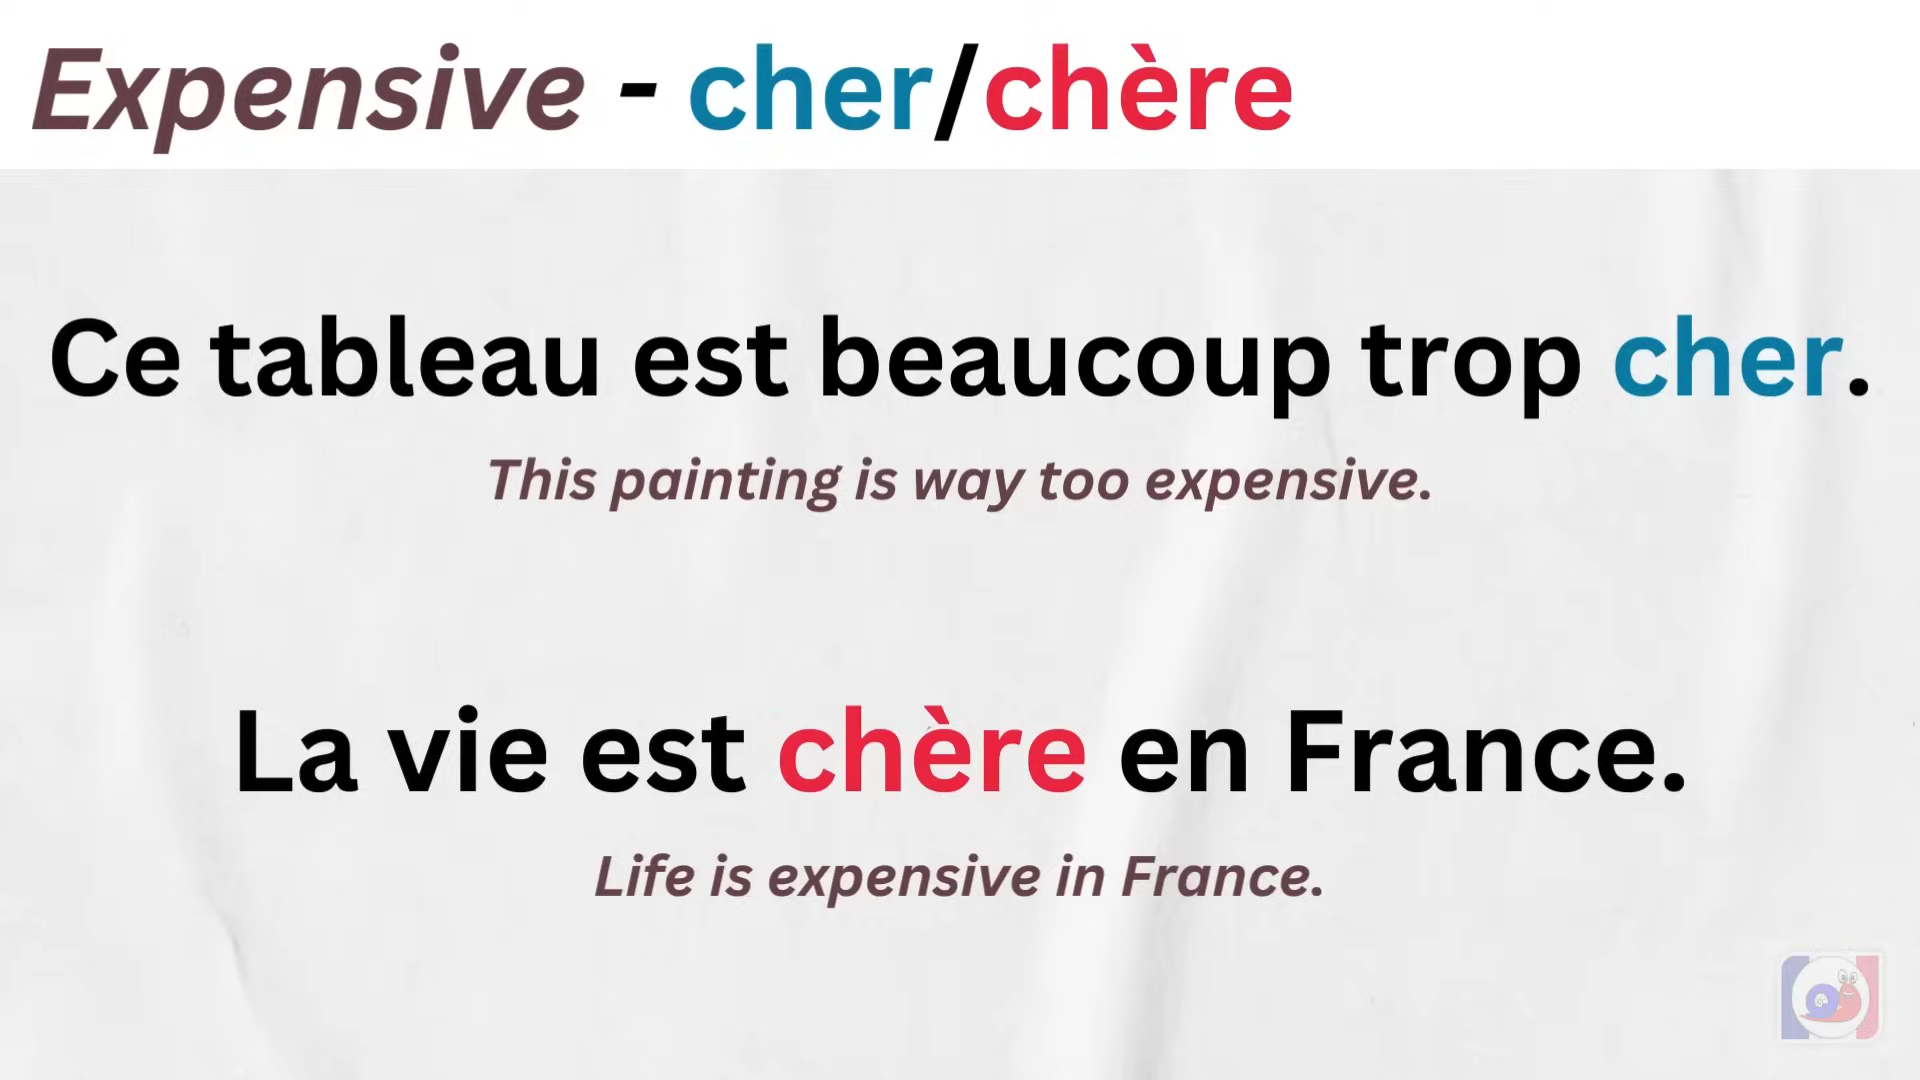 Expensive - cher/chère
Ce tableau est beaucoup trop cher.
This painting is way too expensive.
La vie est chère en France.
Life is expensive in France.